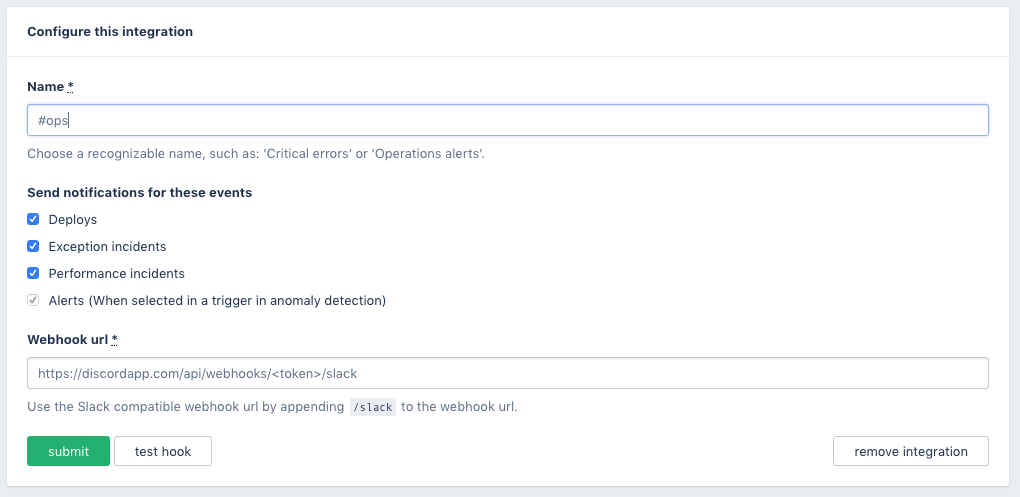 Configure this integration
Name *
#ops
Choose a recognizable name, such as: 'Critical errors' or 'Operations alerts'.
Send notifications for these events
Deploys
Exception incidents
Performance incidents
Alerts (When selected in a trigger in anomaly detection)
Webhook url *
https://discordapp.com/api/webhooks/<token>/slack
Use the Slack compatible webhook url by appending /slack to the webhook url.
submit test hook remove integration